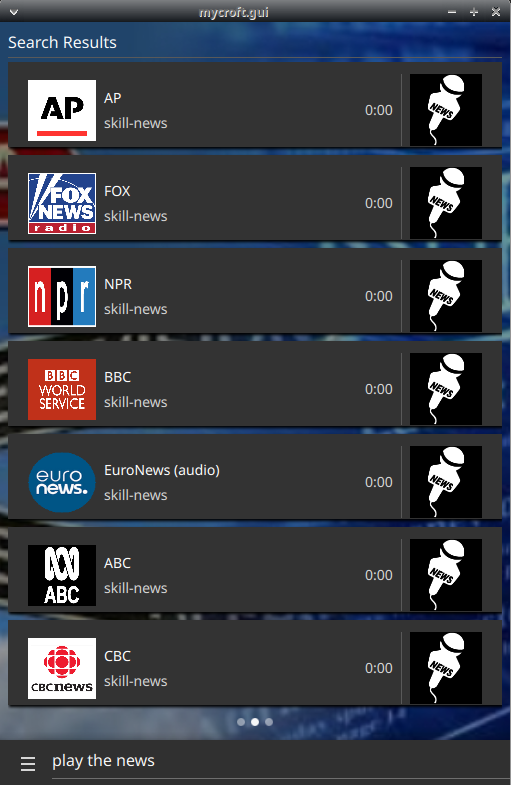 mycroft.gui
Search Results
AP
AP
skill-news
0:00
NEWS
FOX
NEWS
radio
FOX
skill-news
0:00
NEWS
npr
NPR
skill-news
0:00
NEWS
BBC
WORLD
SERVICE
BBC
skill-news
0:00
NEWS
euro
news.
EuroNews (audio)
skill-news
0:00
NEWS
ABC
ABC
skill-news
0:00
NEWS
CBCnews
CBC
skill-news
0:00
NEWS
play the news